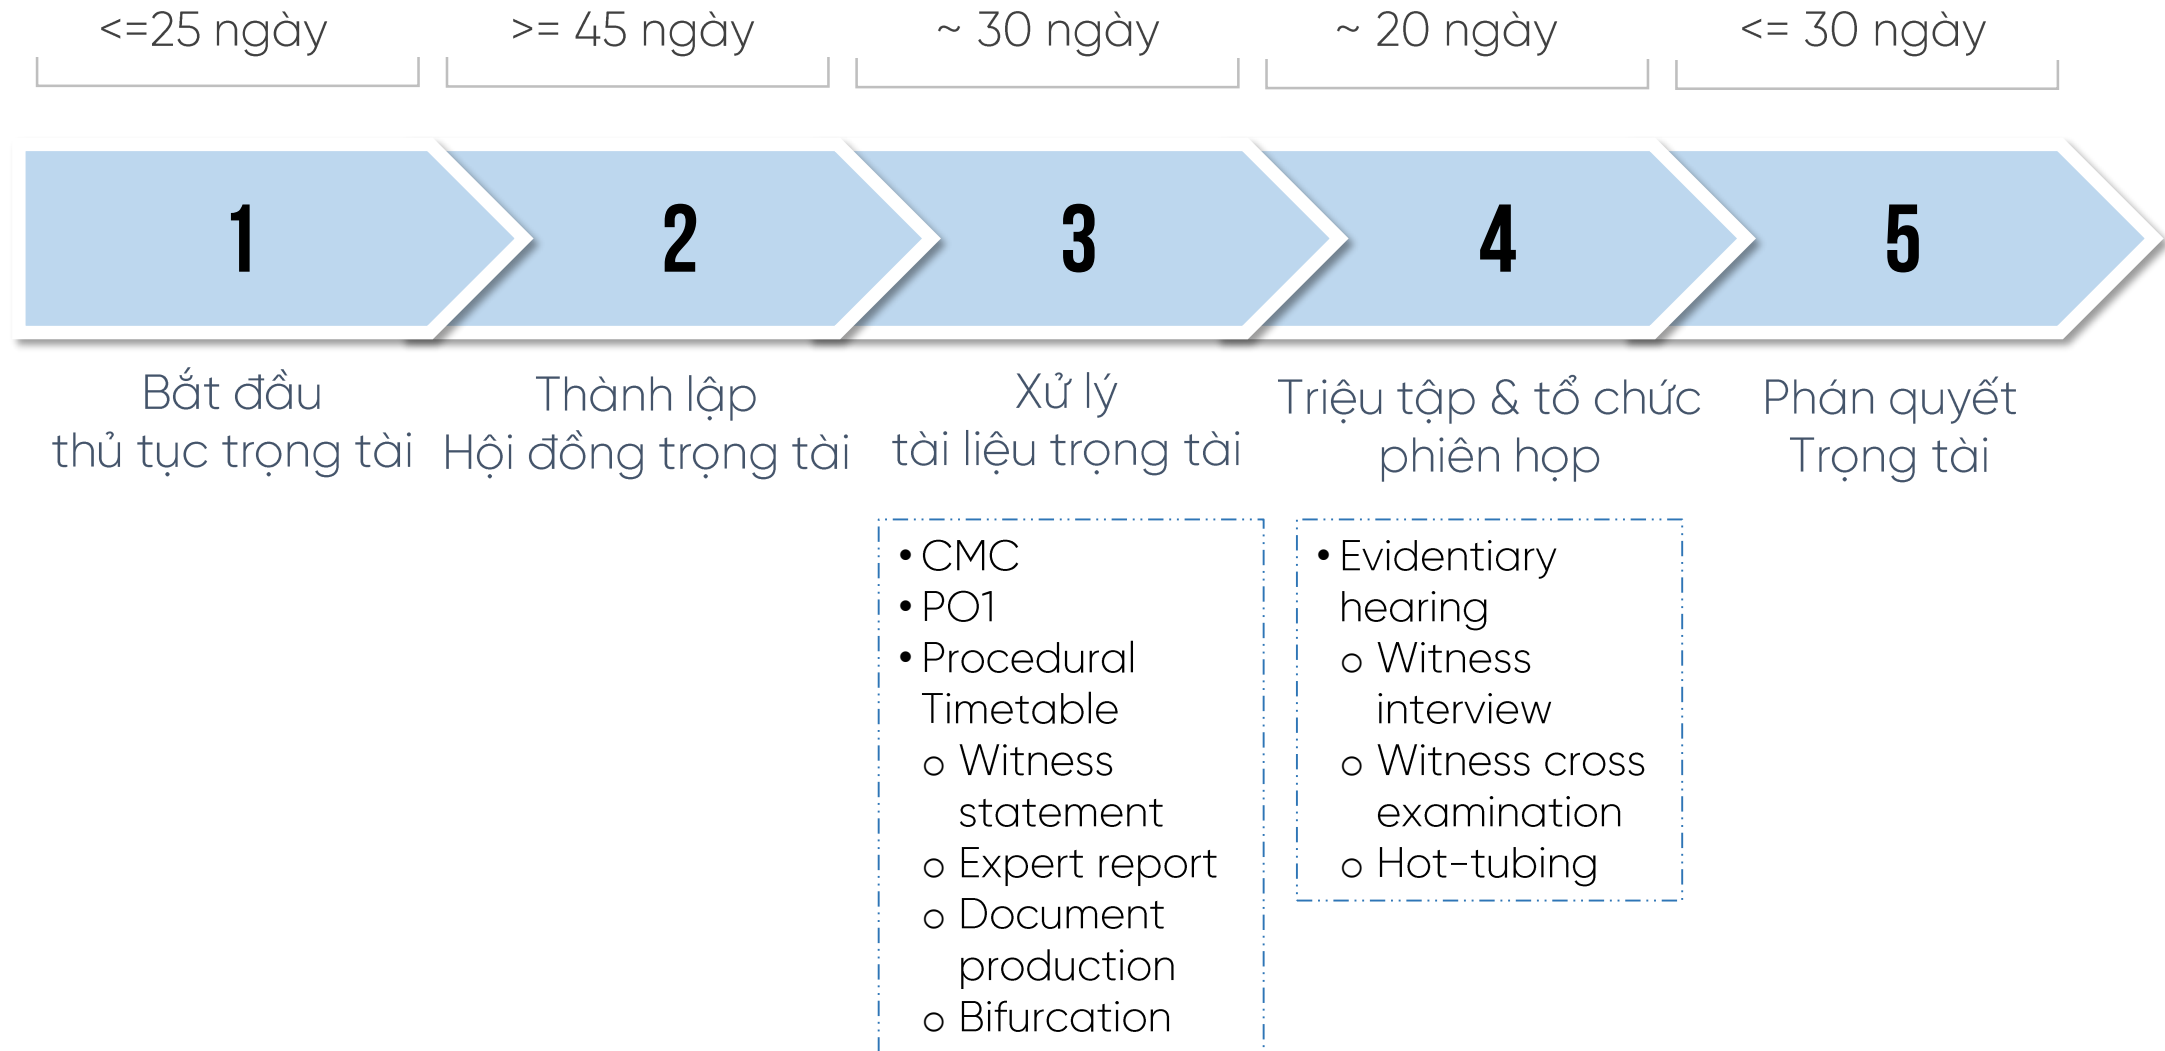 <=25 ngày
>= 45 ngày
~ 30 ngày
~ 20 ngày
<= 30 ngày
1
2
3
4
5
Bắt đầu
thủ tục trọng tài
Thành lập
Hội đồng trọng tài
Xử lý
tài liệu trọng tài
Triệu tập & tổ chức
phiên họp
Phán quyết
Trọng tài
• CMC
• PO1
• Procedural
Timetable
o Witness
statement
o Expert report
o Document
production
o Bifurcation
• Evidentiary
hearing
o Witness
interview
o Witness cross
examination
o Hot-tubing